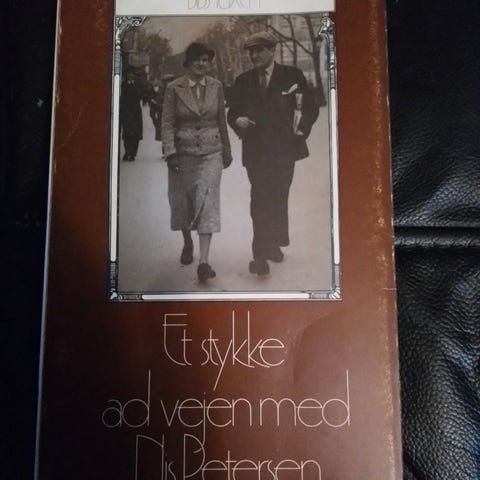 Et stykke
ad vejen med
Nis Petersen